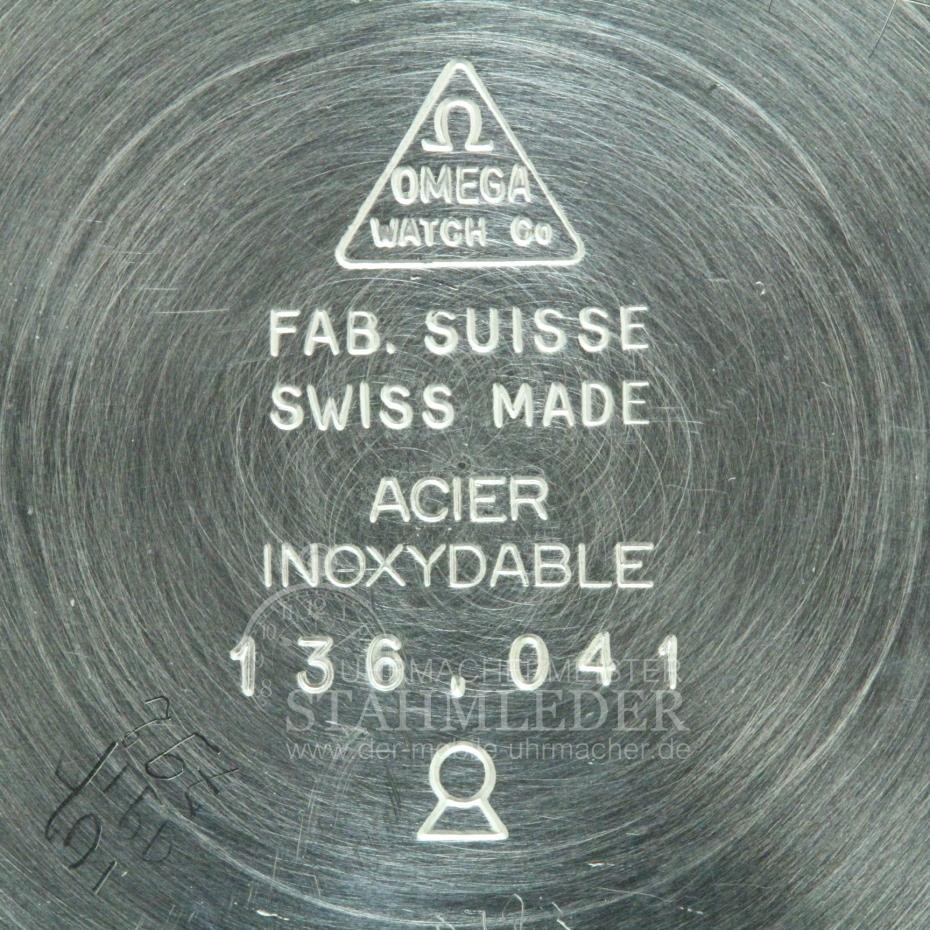 Ω
OMEGA
WATCH Co
FAB. SUISSE
SWISS MADE
ACIER
INOXYDABLE
136.041
UHRMACHERMEISTER
STAHMLEDER
www.der-mobile-uhrmacher.de